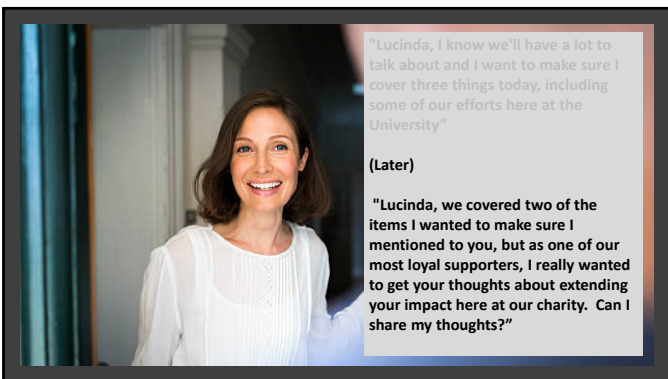 "Lucinda, I know we'll have a lot to
talk about and I want to make sure I
cover three things today, including
some of our efforts here at the
University”
(Later)
"Lucinda, we covered two of the
items I wanted to make sure I
mentioned to you, but as one of our
most loyal supporters, I really wanted
to get your thoughts about extending
your impact here at our charity.  Can I
share my thoughts?”